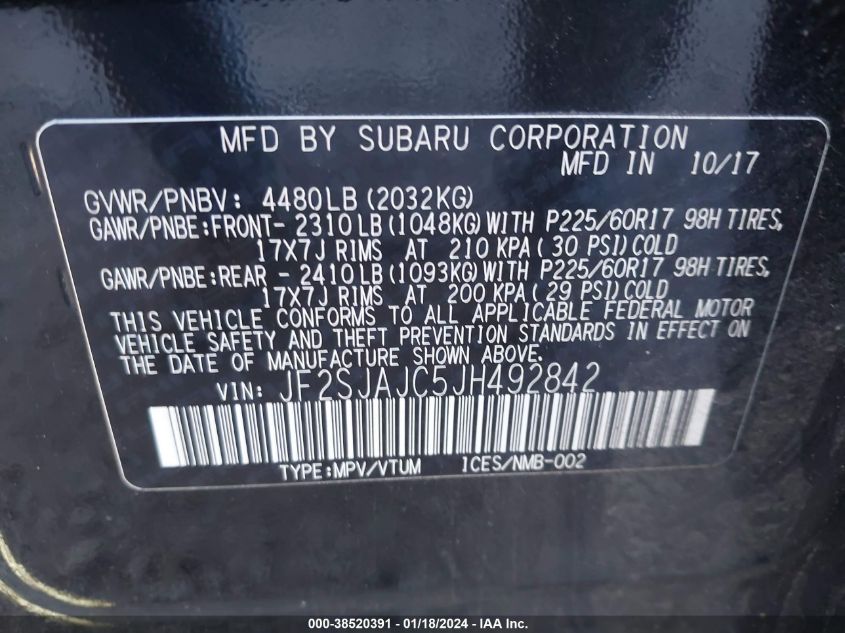 MFD BY SUBARU CORPORATION
MFD IN 10/17
GVWR/PNBV: 4480LB (2032KG)
GAWR/PNBE:FRONT- 2310LB (1048KG) WITH P225/60R17 98H TIRES,
17X7J RIMS AT 210 KPA ( 30 PSI) COLD
GAWR/PNBE:REAR - 2410LB (1093KG) WITH P225/60R17 98H TIRES,
17X7J RIMS AT 200 KPA ( 29 PSI) COLD
THIS VEHICLE CONFORMS TO ALL APPLICABLE FEDERAL MOTOR
VEHICLE SAFETY AND THEFT PREVENTION STANDARDS IN EFFECT ON
THE DATE OF MANUFACTURE SHOWN ABOVE.
VIN: JF2SJAJC5JH492842
TYPE:MPV/VTUM ICES/NMB-002
000-38520391 - 01/18/2024 - IAA Inc.